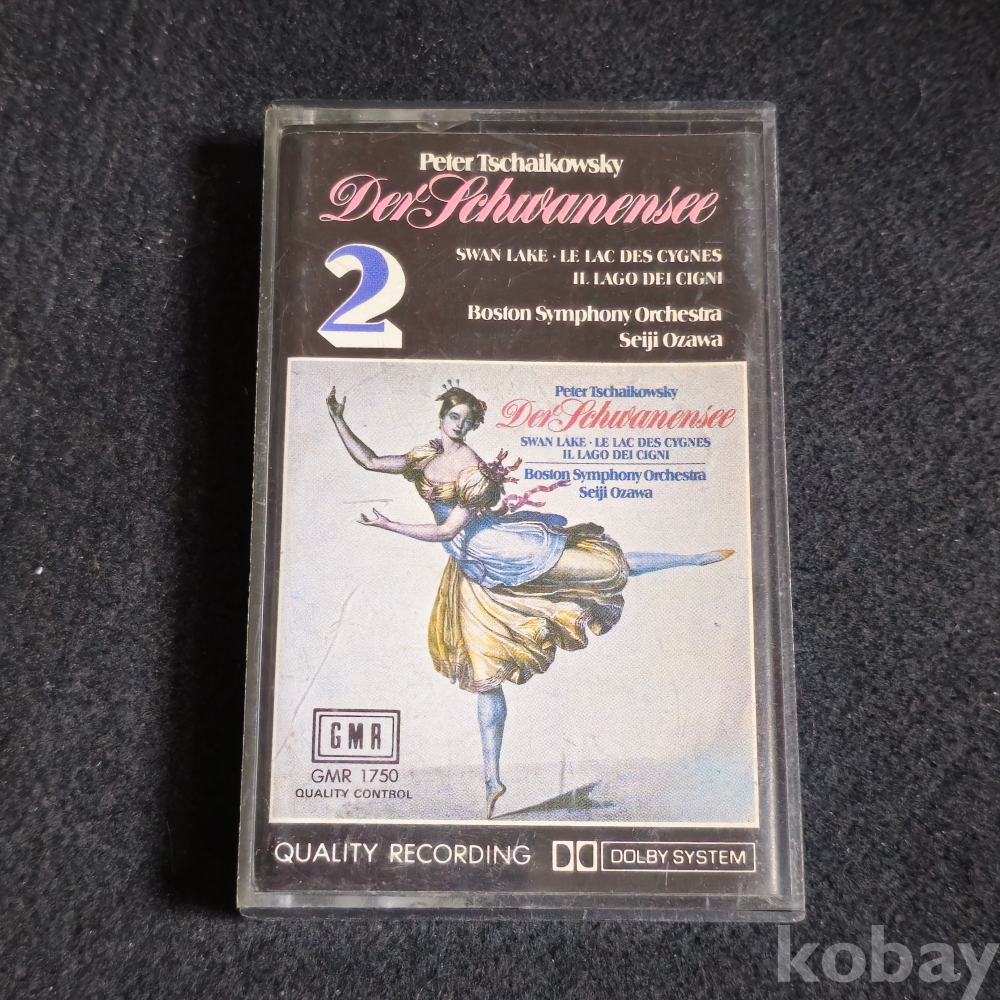 Peter Tschaikowsky
Der Schwanensee
2
SWAN LAKE · LE LAC DES CYGNES
IL LAGO DEI CIGNI
Boston Symphony Orchestra
Seiji Ozawa
Peter Tschaikowsky
Der Schwanensee
SWAN LAKE · LE LAC DES CYGNES
IL LAGO DEI CIGNI
Boston Symphony Orchestra
Seiji Ozawa
GMR
GMR 1750
QUALITY CONTROL
QUALITY RECORDING DOLBY SYSTEM
kobay